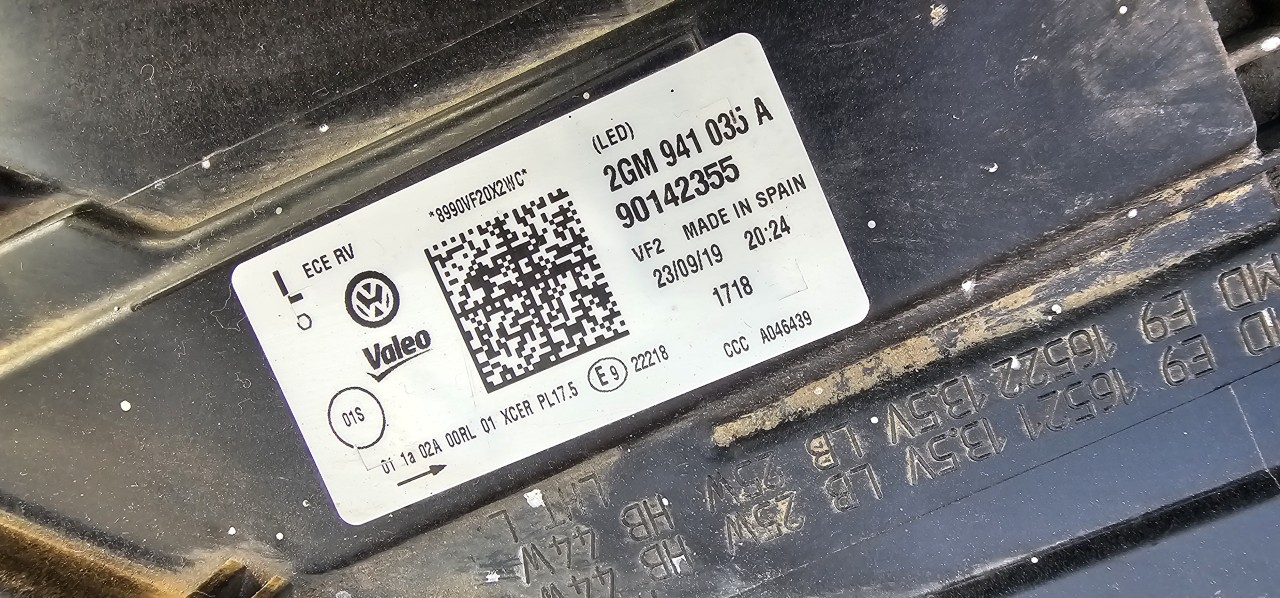 (LED)
2GM 941 035 A
90142355
VF2 MADE IN SPAIN
23/09/19 20:24
1718
*8990VF20X2WC*
L ECE RV
Valeo
01S
01 1a 02A 00RL 01 XCER PL17.5 E9 22218
CCC A046439
MD E9 16522 13.5V LB 25W
HB 44W
E9 16521 13.5V LB 25W
HB 44W